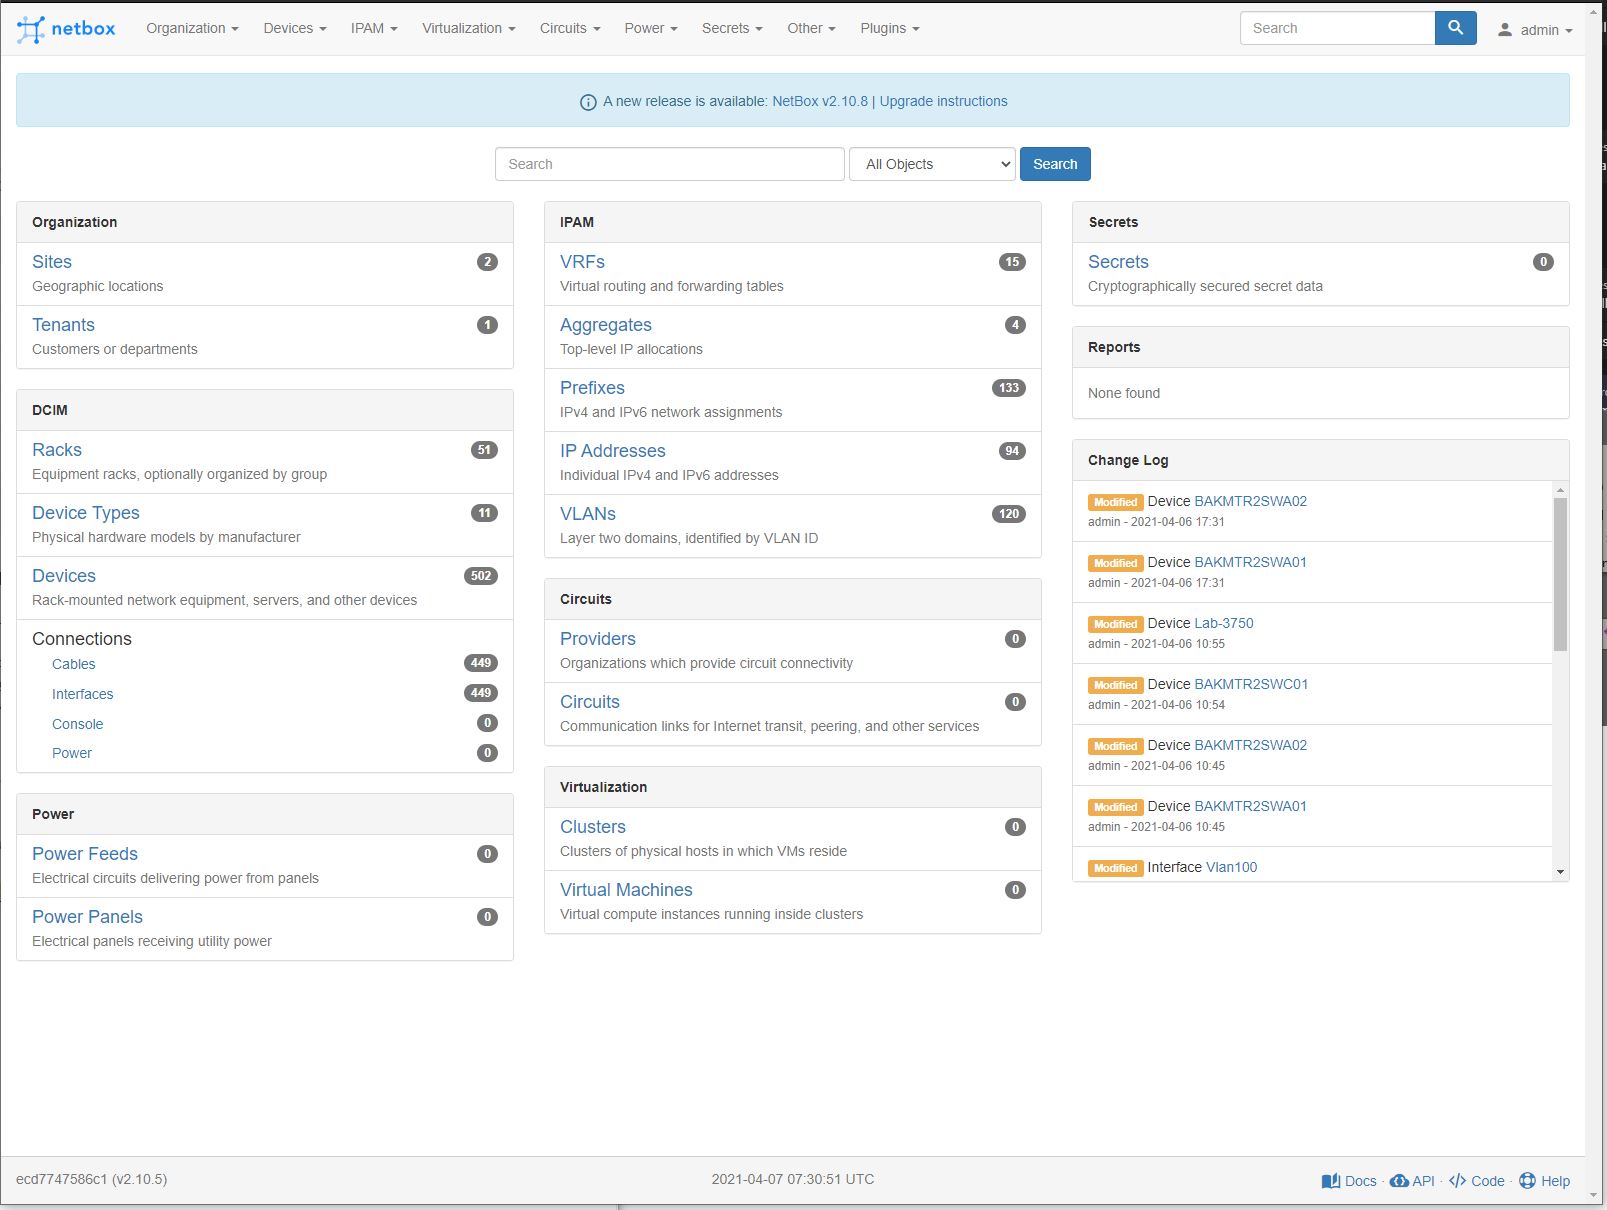 netbox
Organization Devices IPAM Virtualization Circuits Power Secrets Other Plugins Search admin
A new release is available: NetBox v2.10.8 | Upgrade instructions
Search All Objects Search
Organization
Sites 2
Geographic locations
Tenants 1
Customers or departments
DCIM
Racks 51
Equipment racks, optionally organized by group
Device Types 11
Physical hardware models by manufacturer
Devices 502
Rack-mounted network equipment, servers, and other devices
Connections
Cables 449
Interfaces 449
Console 0
Power 0
Power
Power Feeds 0
Electrical circuits delivering power from panels
Power Panels 0
Electrical panels receiving utility power
IPAM
VRFs 15
Virtual routing and forwarding tables
Aggregates 4
Top-level IP allocations
Prefixes 133
IPv4 and IPv6 network assignments
IP Addresses 94
Individual IPv4 and IPv6 addresses
VLANs 120
Layer two domains, identified by VLAN ID
Circuits
Providers 0
Organizations which provide circuit connectivity
Circuits 0
Communication links for Internet transit, peering, and other services
Virtualization
Clusters 0
Clusters of physical hosts in which VMs reside
Virtual Machines 0
Virtual compute instances running inside clusters
Secrets
Secrets 0
Cryptographically secured secret data
Reports
None found
Change Log
Modified Device BAKMTR2SWA02
admin - 2021-04-06 17:31
Modified Device BAKMTR2SWA01
admin - 2021-04-06 17:31
Modified Device Lab-3750
admin - 2021-04-06 10:55
Modified Device BAKMTR2SWC01
admin - 2021-04-06 10:54
Modified Device BAKMTR2SWA02
admin - 2021-04-06 10:45
Modified Device BAKMTR2SWA01
admin - 2021-04-06 10:45
Modified Interface Vlan100
ecd7747586c1 (v2.10.5) 2021-04-07 07:30:51 UTC Docs · API · Code · Help